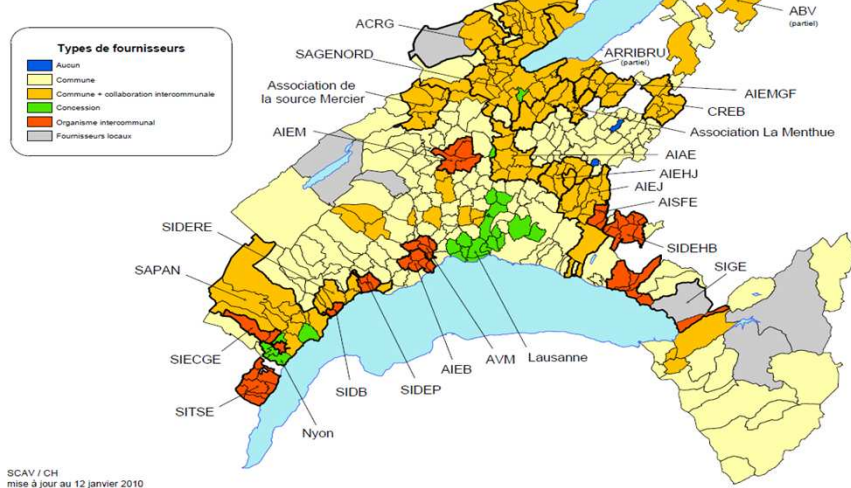 ABV
(partiel)
ACRG
SAGENORD
ARRIBRU
(partiel)
Types de fournisseurs
Aucun
Commune
Commune + collaboration intercommunale
Concession
Organisme intercommunal
Fournisseurs locaux
Association de
la source Mercier
AIEMGF
CREB
Association La Menthue
AIEM
AIAE
AIEHJ
AIEJ
AISFE
SIDERE
SIDEHB
SAPAN
SIGE
SIECGE
Lausanne
AVM
AIEB
SIDEP
SIDB
SITSE
Nyon
SCAV / CH
mise à jour au 12 janvier 2010